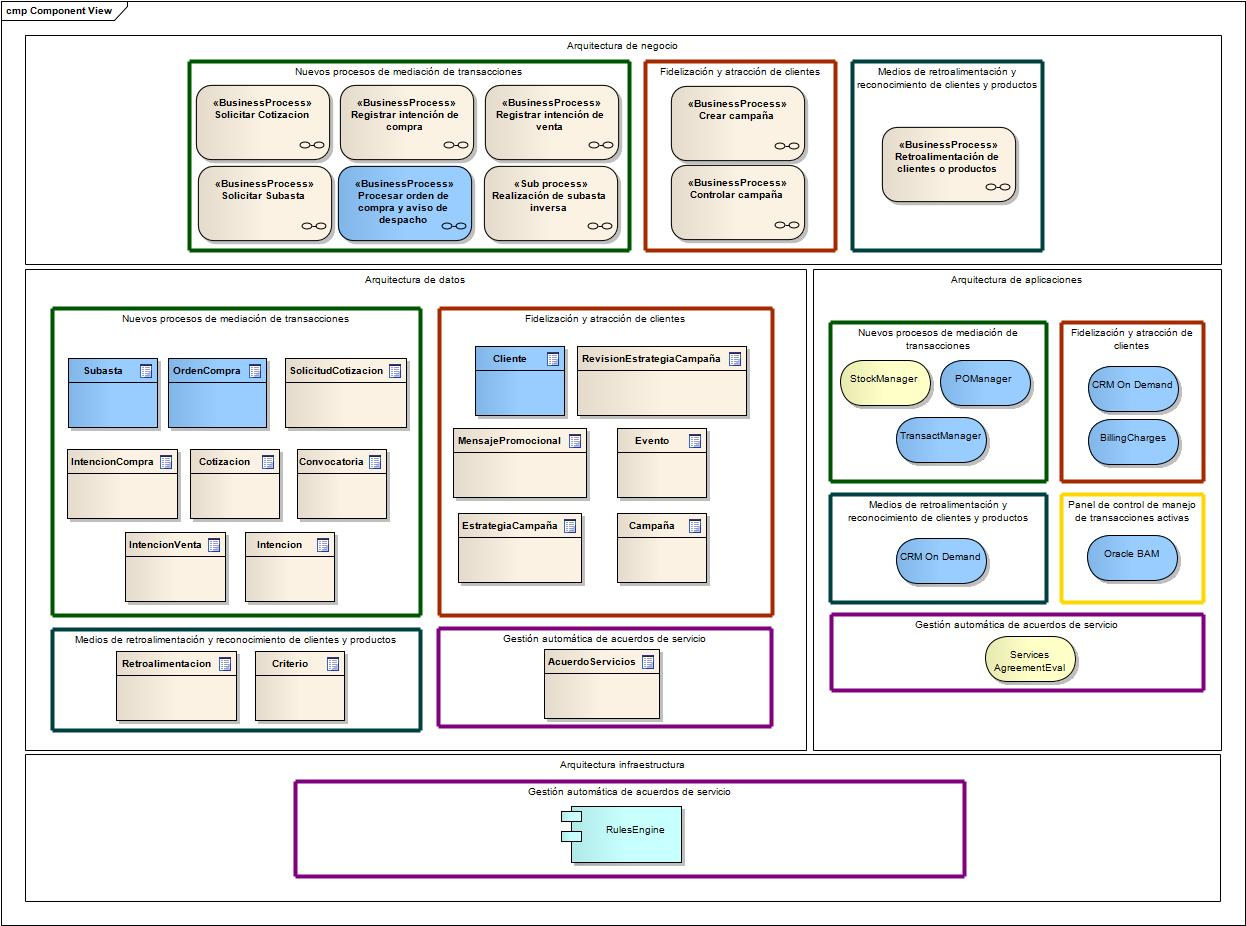 cmp Component View
Arquitectura de negocio
Nuevos procesos de mediación de transacciones
«BusinessProcess»
Solicitar Cotizacion
«BusinessProcess»
Registrar intención de
compra
«BusinessProcess»
Registrar intención de
venta
«BusinessProcess»
Solicitar Subasta
«BusinessProcess»
Procesar orden de
compra y aviso de
despacho
«Sub proceso»
Realización de subasta
inversa
Fidelización y atracción de clientes
«BusinessProcess»
Crear campaña
«BusinessProcess»
Controlar campaña
Medios de retroalimentación y
reconocimiento de clientes y productos
«BusinessProcess»
Retroalimentación de
clientes o productos
Arquitectura de datos
Nuevos procesos de mediación de transacciones
Subasta
OrdenCompra
SolicitudCotizacion
IntencionCompra
Cotizacion
Convocatoria
IntencionVenta
Intencion
Fidelización y atracción de clientes
Cliente
RevisionEstrategiaCampaña
MensajePromocional
Evento
EstrategiaCampaña
Campaña
Medios de retroalimentación y reconocimiento de clientes y productos
Retroalimentacion
Criterio
Gestión automática de acuerdos de servicio
AcuerdoServicios
Arquitectura de aplicaciones
Nuevos procesos de mediación de
transacciones
StockManager
POManager
TransactManager
Fidelización y atracción de
clientes
CRM On Demand
BillingCharges
Medios de retroalimentación y
reconocimiento de clientes y productos
CRM On Demand
Panel de control de manejo
de transacciones activas
Oracle BAM
Gestión automática de acuerdos de servicio
Services
AgreementEval
Arquitectura infraestructura
Gestión automática de acuerdos de servicio
RulesEngine